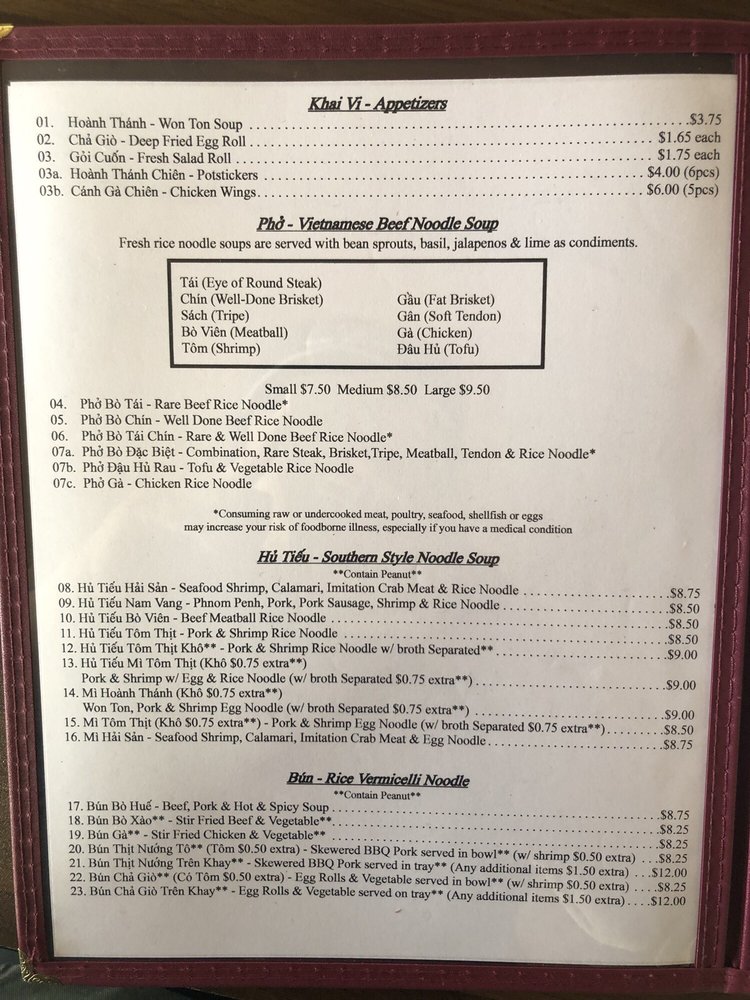 Khai Vi - Appetizers
01. Hoành Thánh - Won Ton Soup $3.75
02. Chả Giò - Deep Fried Egg Roll $1.65 each
03. Gỏi Cuốn - Fresh Salad Roll $1.75 each
03a. Hoành Thánh Chiên - Potstickers $4.00 (6pcs)
03b. Cánh Gà Chiên - Chicken Wings $6.00 (5pcs)
Phở - Vietnamese Beef Noodle Soup
Fresh rice noodle soups are served with bean sprouts, basil, jalapenos & lime as condiments.
Tái (Eye of Round Steak)
Chín (Well-Done Brisket) Gầu (Fat Brisket)
Sách (Tripe) Gân (Soft Tendon)
Bò Viên (Meatball) Gà (Chicken)
Tôm (Shrimp) Đâu Hủ (Tofu)
Small $7.50 Medium $8.50 Large $9.50
04. Phở Bò Tái - Rare Beef Rice Noodle*
05. Phở Bò Chín - Well Done Beef Rice Noodle
06. Phở Bò Tái Chín - Rare & Well Done Beef Rice Noodle*
07a. Phở Bò Đặc Biệt - Combination, Rare Steak, Brisket,Tripe, Meatball, Tendon & Rice Noodle*
07b. Phở Đậu Hủ Rau - Tofu & Vegetable Rice Noodle
07c. Phở Gà - Chicken Rice Noodle
*Consuming raw or undercooked meat, poultry, seafood, shellfish or eggs
may increase your risk of foodborne illness, especially if you have a medical condition
Hủ Tiếu - Southern Style Noodle Soup
**Contain Peanut**
08. Hủ Tiếu Hải Sản - Seafood Shrimp, Calamari, Imitation Crab Meat & Rice Noodle $8.75
09. Hủ Tiếu Nam Vang - Phnom Penh, Pork, Pork Sausage, Shrimp & Rice Noodle $8.50
10. Hủ Tiếu Bò Viên - Beef Meatball Rice Noodle $8.50
11. Hủ Tiếu Tôm Thịt - Pork & Shrimp Rice Noodle $8.50
12. Hủ Tiếu Tôm Thịt Khô** - Pork & Shrimp Rice Noodle w/ broth Separated** $9.00
13. Hủ Tiếu Mì Tôm Thịt (Khô $0.75 extra**)
Pork & Shrimp w/ Egg & Rice Noodle (w/ broth Separated $0.75 extra**) $9.00
14. Mì Hoành Thánh (Khô $0.75 extra**)
Won Ton, Pork & Shrimp Egg Noodle (w/ broth Separated $0.75 extra**) $9.00
15. Mì Tôm Thịt (Khô $0.75 extra**) - Pork & Shrimp Egg Noodle (w/ broth Separated $0.75 extra**) $8.50
16. Mì Hải Sản - Seafood Shrimp, Calamari, Imitation Crab Meat & Egg Noodle $8.75
Bún - Rice Vermicelli Noodle
**Contain Peanut**
17. Bún Bò Huế - Beef, Pork & Hot & Spicy Soup $8.75
18. Bún Bò Xào** - Stir Fried Beef & Vegetable** $8.25
19. Bún Gà** - Stir Fried Chicken & Vegetable** $8.25
20. Bún Thịt Nướng Tô** (Tôm $0.50 extra) - Skewered BBQ Pork served in bowl** (w/ shrimp $0.50 extra) $8.25
21. Bún Thịt Nướng Trên Khay** - Skewered BBQ Pork served in tray** (Any additional items $1.50 extra) $12.00
22. Bún Chả Giò** (Có Tôm $0.50 extra) - Egg Rolls & Vegetable served in bowl** (w/ shrimp $0.50 extra) $8.25
23. Bún Chả Giò Trên Khay** - Egg Rolls & Vegetable served on tray** (Any additional items $1.50 extra) $12.00